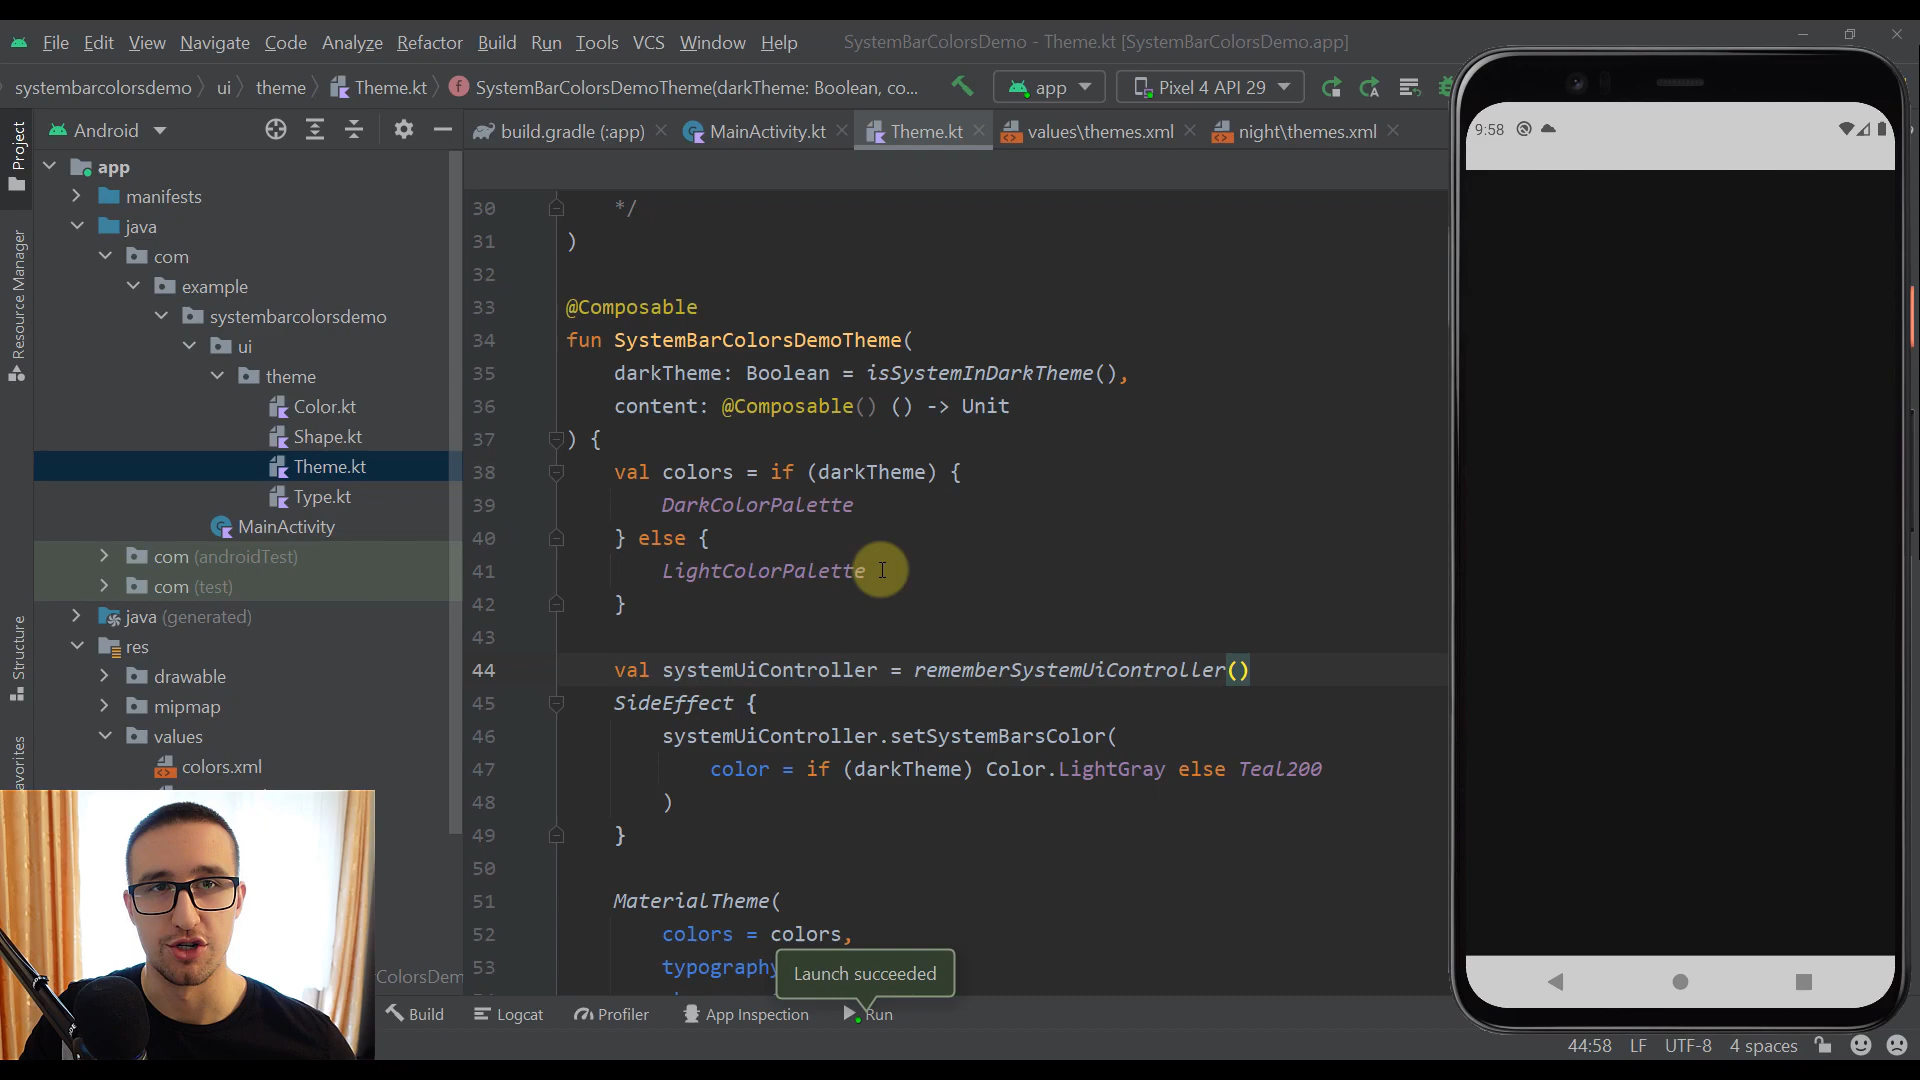 File Edit View Navigate Code Analyze Refactor Build Run Tools VCS Window Help SystemBarColorsDemo - Theme.kt [SystemBarColorsDemo.app]
systembarcolorsdemo ui theme Theme.kt SystemBarColorsDemoTheme(darkTheme: Boolean, co... app Pixel 4 API 29
Project
Android
build.gradle (:app) MainActivity.kt Theme.kt values\themes.xml night\themes.xml
app
manifests
java
com
example
systembarcolorsdemo
ui
theme
Color.kt
Shape.kt
Theme.kt
Type.kt
MainActivity
com (androidTest)
com (test)
java (generated)
res
drawable
mipmap
values
colors.xml
Resource Manager
Structure
ColorsDem
30 */
31 )
32
33 @Composable
34 fun SystemBarColorsDemoTheme(
35 darkTheme: Boolean = isSystemInDarkTheme(),
36 content: @Composable() () -> Unit
37 ) {
38 val colors = if (darkTheme) {
39 DarkColorPalette
40 } else {
41 LightColorPalette
42 }
43
44 val systemUiController = rememberSystemUiController()
45 SideEffect {
46 systemUiController.setSystemBarsColor(
47 color = if (darkTheme) Color.LightGray else Teal200
48 )
49 }
50
51 MaterialTheme(
52 colors = colors,
53 typography
Launch succeeded
9:58
Build Logcat Profiler App Inspection Run
44:58 LF UTF-8 4 spaces